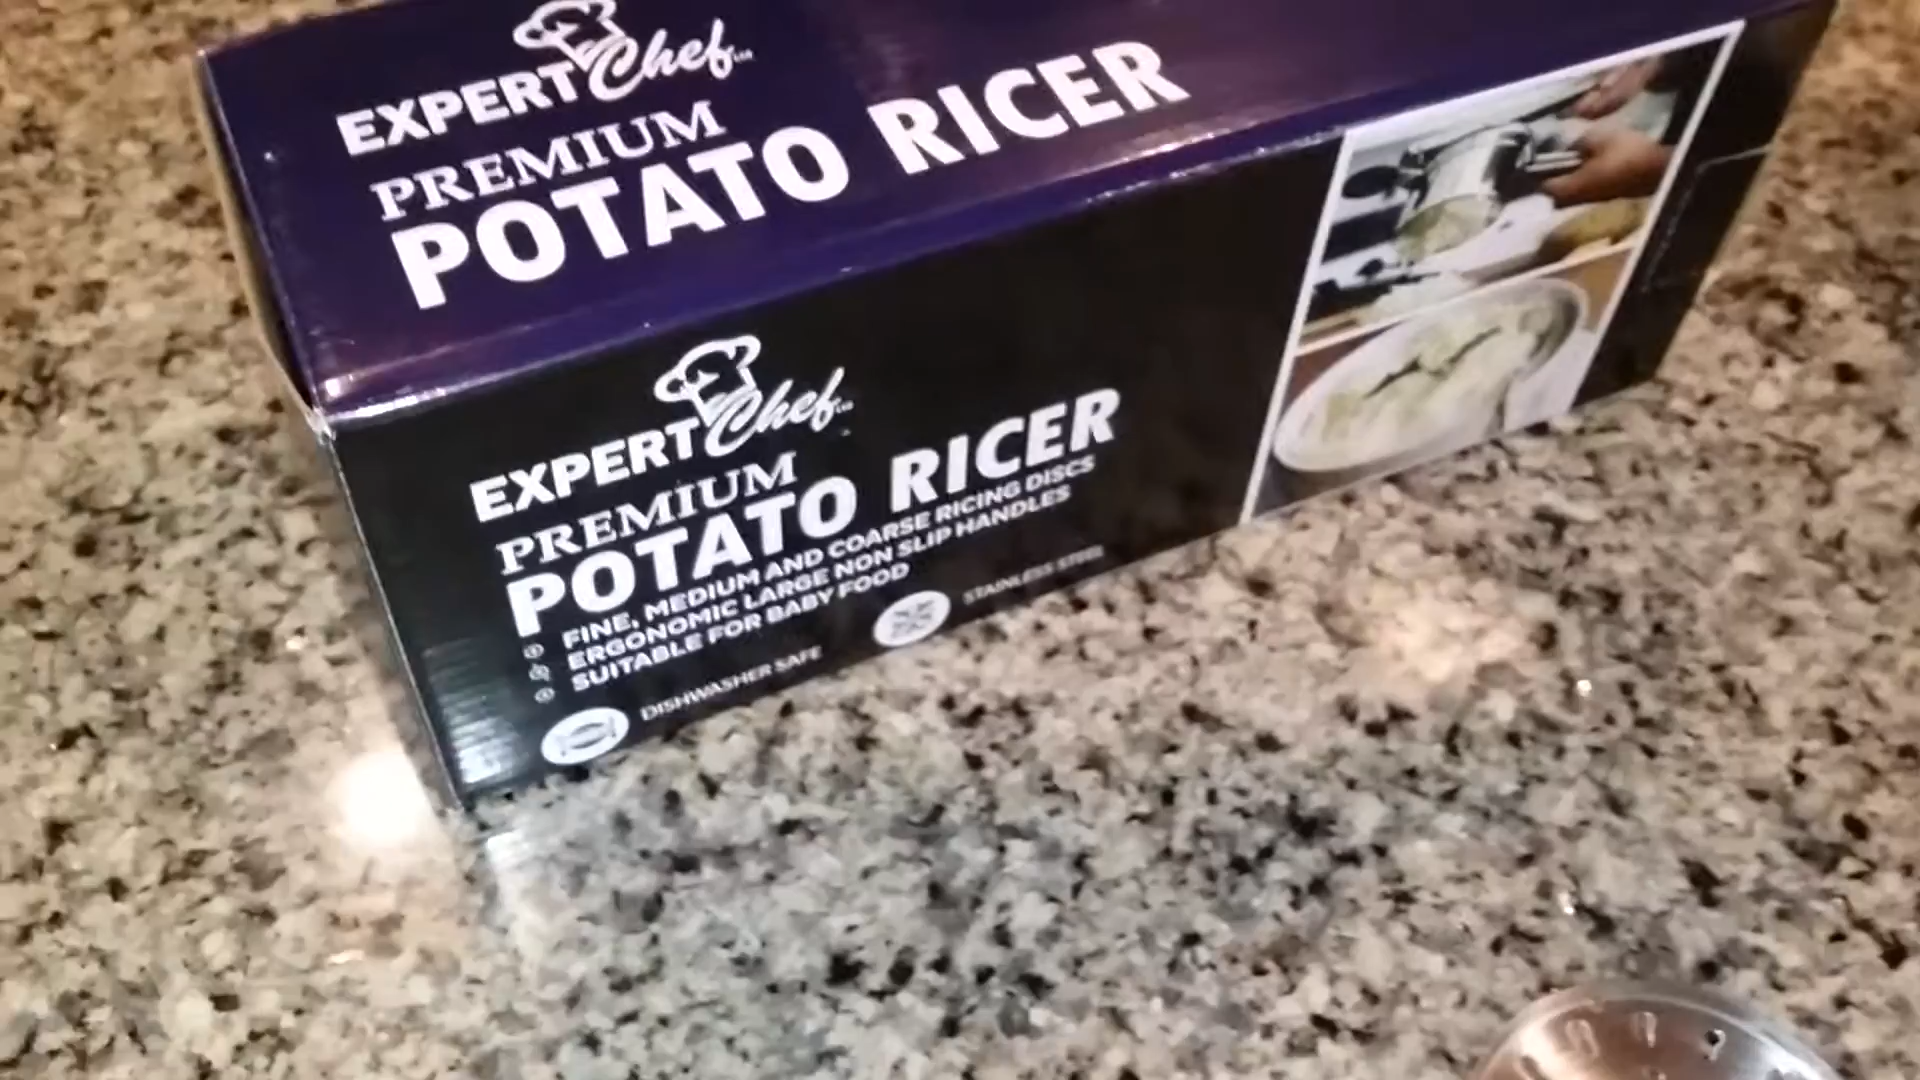 EXPERT Chef
PREMIUM
POTATO RICER
EXPERT Chef
PREMIUM
POTATO RICER
FINE, MEDIUM AND COARSE RICING DISCS
ERGONOMIC LARGE NON SLIP HANDLES
SUITABLE FOR BABY FOOD
DISHWASHER SAFE
STAINLESS STEEL